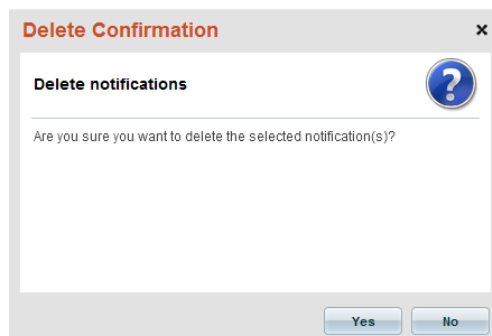 Delete Confirmation
Delete notifications
Are you sure you want to delete the selected notification(s)?
Yes
No